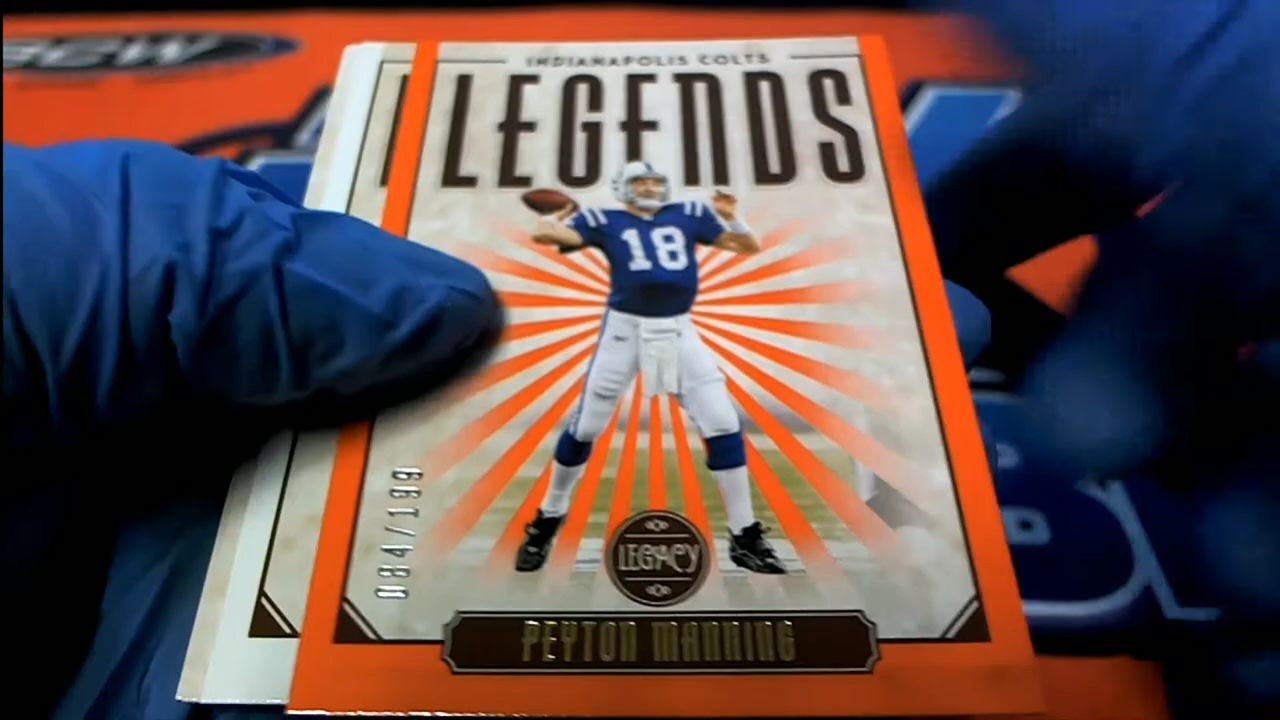 INDIANAPOLIS COLTS
LEGENDS
18
084/199
LEGACY
PEYTON MANNING